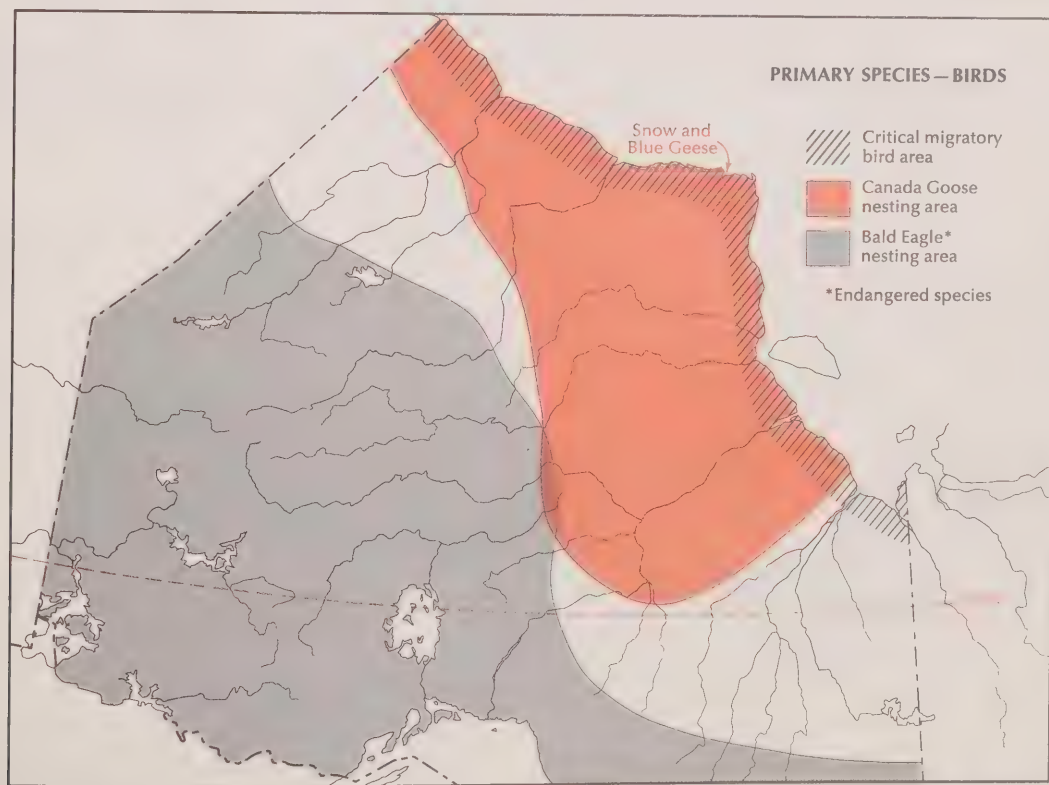 PRIMARY SPECIES — BIRDS
Snow and
Blue Geese
Critical migratory
bird area
Canada Goose
nesting area
Bald Eagle*
nesting area
*Endangered species